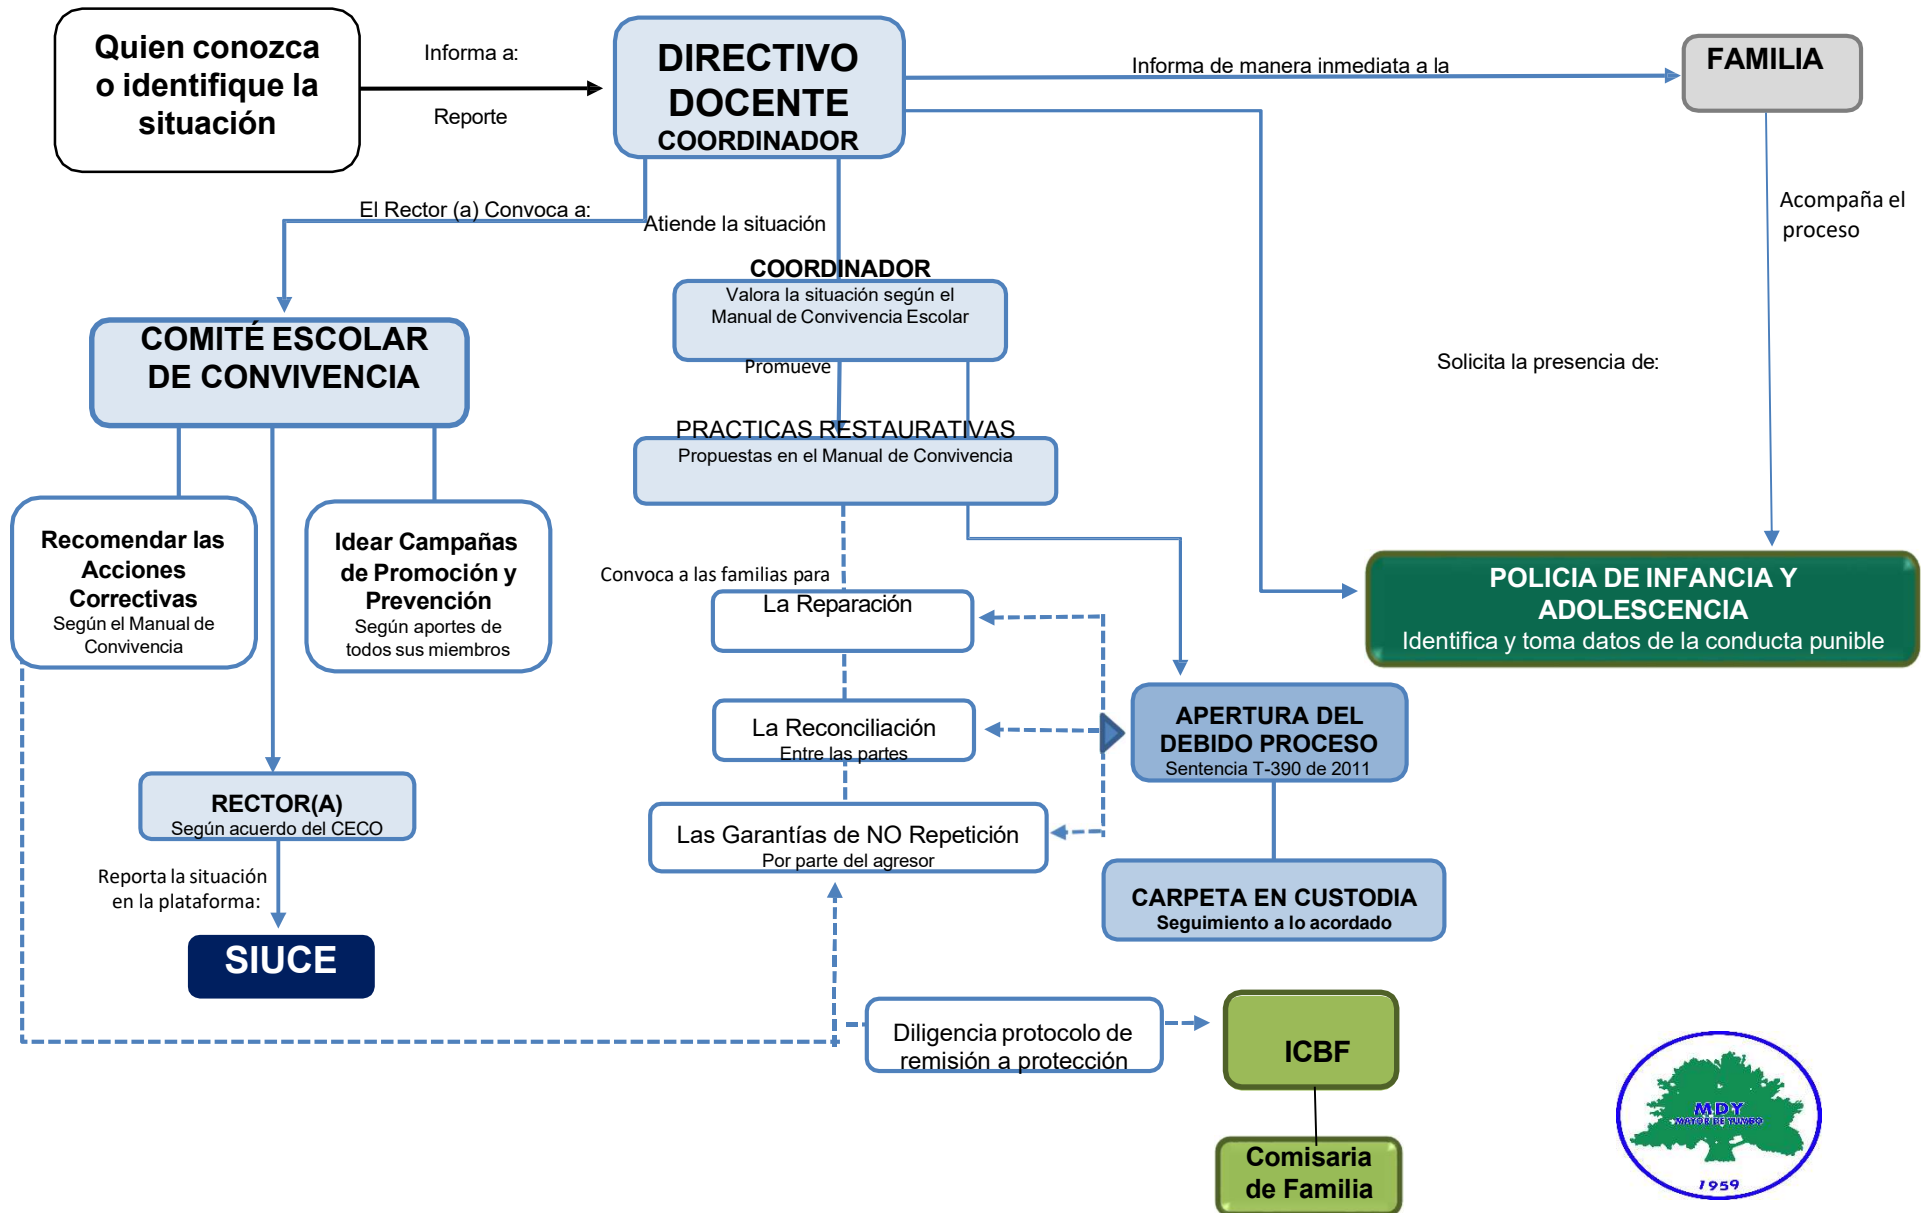 Quien conozca
o identifique la
situación
Informa a:
Reporte
DIRECTIVO
DOCENTE
COORDINADOR
Informa de manera inmediata a la
FAMILIA
Acompaña el
proceso
El Rector (a) Convoca a:
Atiende la situación
COORDINADOR
Valora la situación según el
Manual de Convivencia Escolar
COMITÉ ESCOLAR
DE CONVIVENCIA
Promueve
Solicita la presencia de:
PRACTICAS RESTAURATIVAS
Propuestas en el Manual de Convivencia
Recomendar las
Acciones
Correctivas
Según el Manual de
Convivencia
Idear Campañas
de Promoción y
Prevención
Según aportes de
todos sus miembros
Convoca a las familias para
La Reparación
POLICIA DE INFANCIA Y
ADOLESCENCIA
Identifica y toma datos de la conducta punible
La Reconciliación
Entre las partes
APERTURA DEL
DEBIDO PROCESO
Sentencia T-390 de 2011
RECTOR(A)
Según acuerdo del CECO
Las Garantías de NO Repetición
Por parte del agresor
Reporta la situación
en la plataforma:
CARPETA EN CUSTODIA
Seguimiento a lo acordado
SIUCE
Diligencia protocolo de
remisión a protección
ICBF
Comisaria
de Familia
MDY
MAYOR DE YUMBO
1959